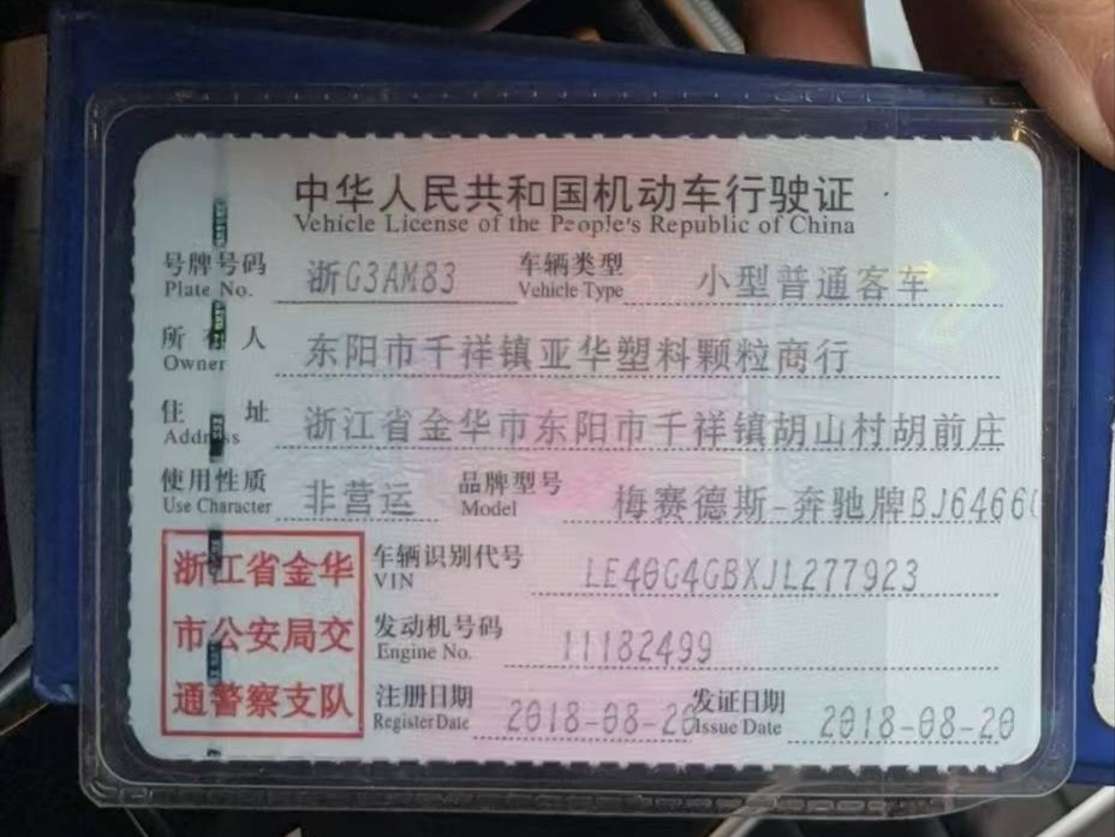 中华人民共和国机动车行驶证
Vehicle License of the People's Republic of China
号牌号码 浙G3AM83 车辆类型 小型普通客车
Plate No. Vehicle Type
所有人 东阳市千祥镇亚华塑料颗粒商行
Owner
住址 浙江省金华市东阳市千祥镇胡山村胡前庄
Address
使用性质 非营运 品牌型号 梅赛德斯-奔驰牌BJ6466
Use Character Model
浙江省金华
市公安局交
通警察支队
车辆识别代号 LE40G4GBXJL277923
VIN
发动机号码 11182499
Engine No.
注册日期 2018-08-20 发证日期 2018-08-20
Register Date Issue Date